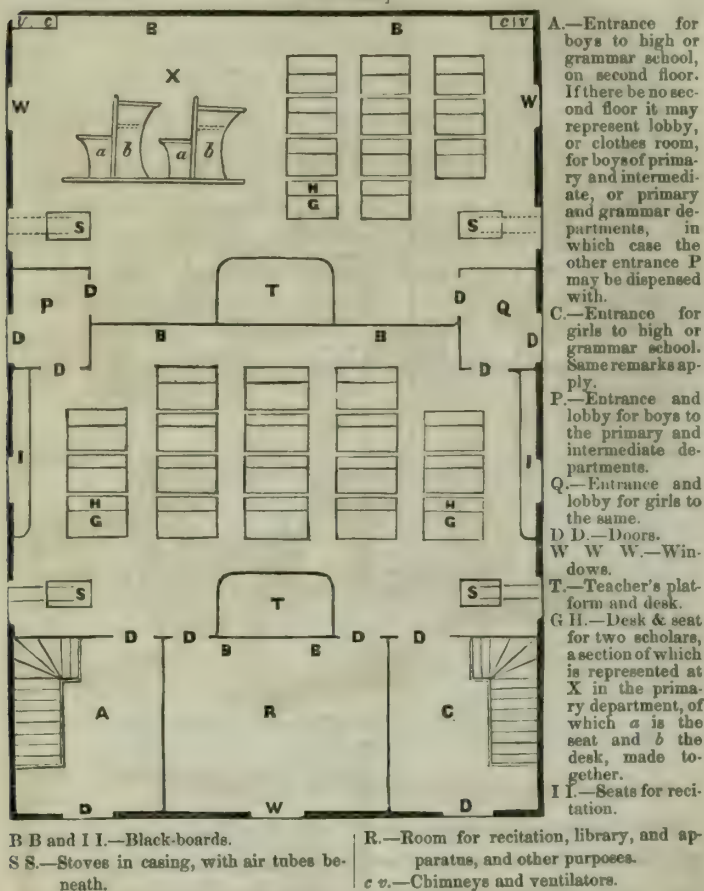 v. c B B c v
X
W W
a b a b
H
G
S S
T
P D D Q
D B B D
D D
I I
H H
G G
S T S
D D D D
B B
A R C
D W D
A.—Entrance for
boys to high or
grammar school,
on second floor.
If there be no sec-
ond floor it may
represent lobby,
or clothes room,
for boys of prima-
ry and intermedi-
ate, or primary
and grammar de-
partments, in
which case the
other entrance P
may be dispensed
with.
C.—Entrance for
girls to high or
grammar school.
Same remarks ap-
ply.
P.—Entrance and
lobby for boys to
the primary and
intermediate de-
partments.
Q.—Entrance and
lobby for girls to
the same.
D D.—Doors.
W W W.—Win-
dows.
T.—Teacher's plat-
form and desk.
G H.—Desk & seat
for two scholars,
a section of which
is represented at
X in the prima-
ry department, of
which a is the
seat and b the
desk, made to-
gether.
I I.—Seats for reci-
tation.
B B and I I.—Black-boards.
S S.—Stoves in casing, with air tubes be-
neath.
R.—Room for recitation, library, and ap-
paratus, and other purposes.
c v.—Chimneys and ventilators.